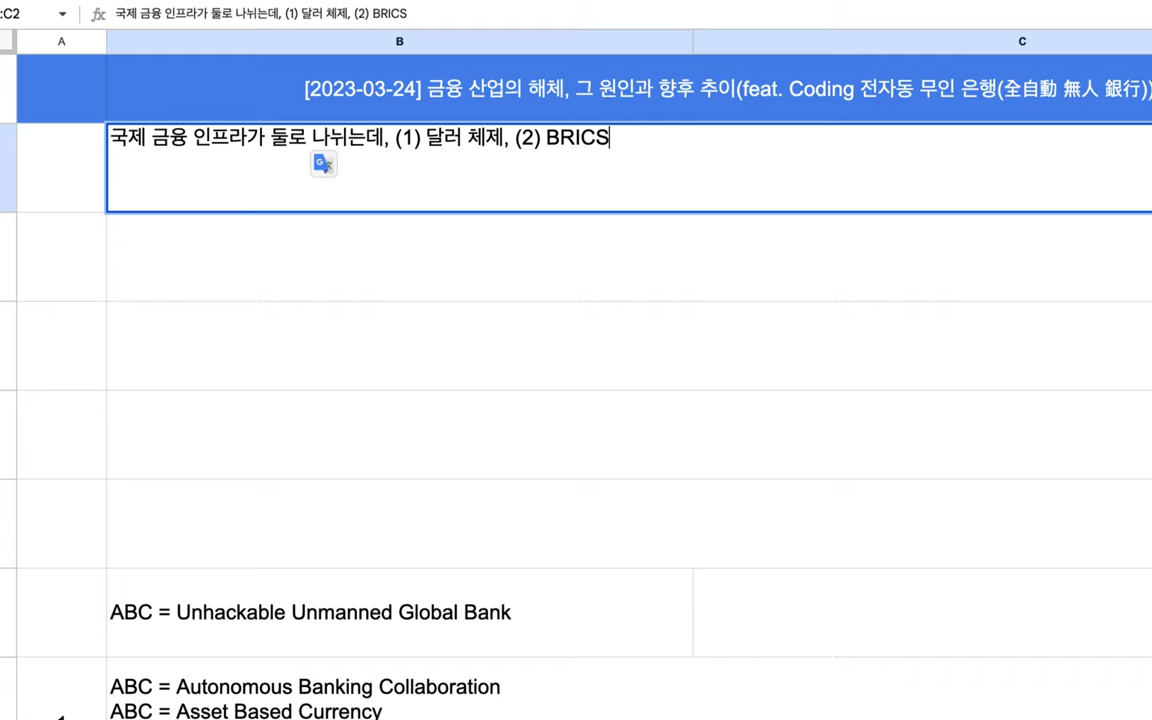 :C2
fx 국제 금융 인프라가 둘로 나뉘는데, (1) 달러 체제, (2) BRICS
A B C
[2023-03-24] 금융 산업의 해체, 그 원인과 향후 추이(feat. Coding 전자동 무인 은행(全自動 無人 銀行))
국제 금융 인프라가 둘로 나뉘는데, (1) 달러 체제, (2) BRICS
ABC = Unhackable Unmanned Global Bank
ABC = Autonomous Banking Collaboration
ABC = Asset Based Currency